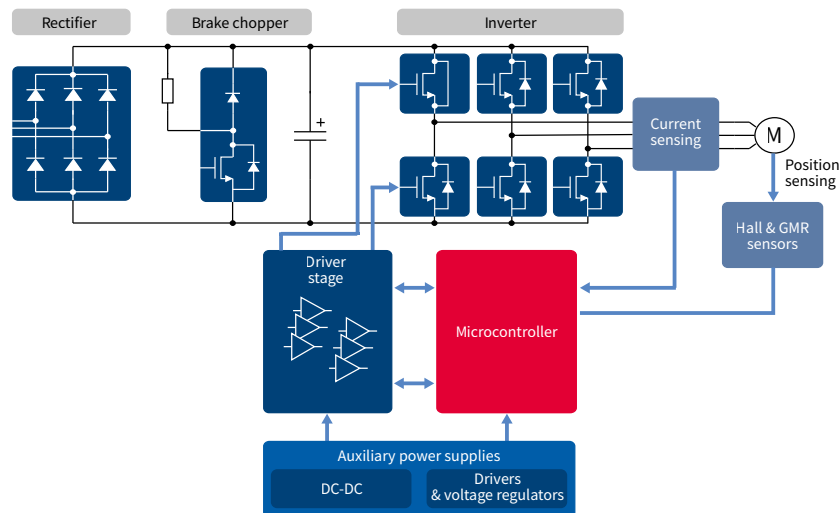 Rectifier
Brake chopper
Inverter
+
Current
sensing
M
Position
sensing
Hall & GMR
sensors
Driver
stage
Microcontroller
Auxiliary power supplies
DC-DC
Drivers
& voltage regulators